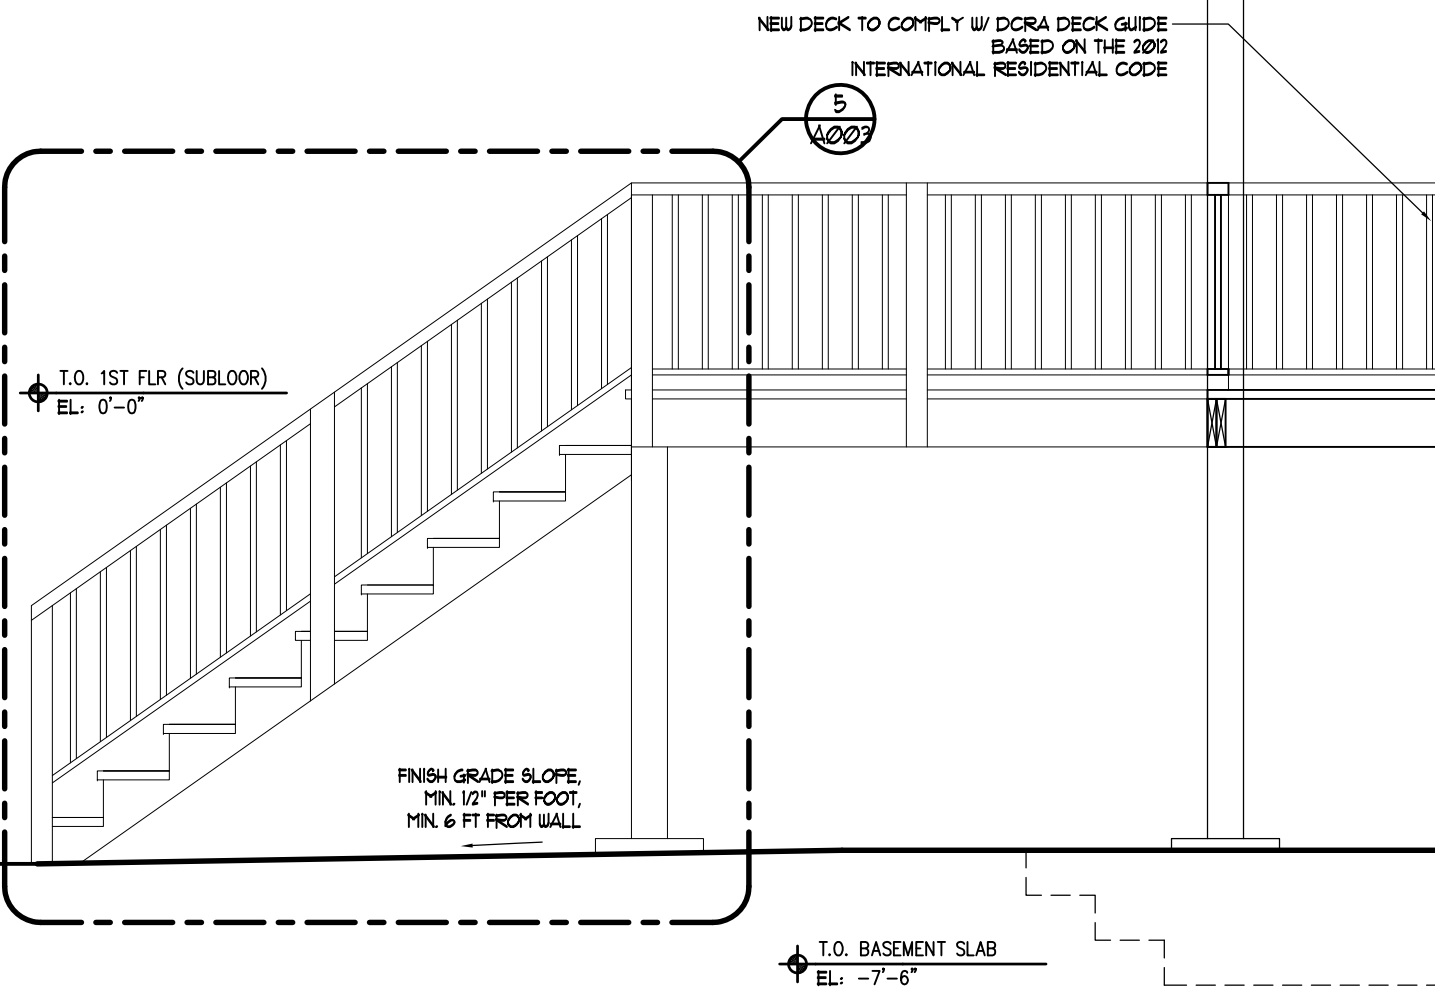 NEW DECK TO COMPLY W/ DCRA DECK GUIDE
BASED ON THE 2012
INTERNATIONAL RESIDENTIAL CODE
5
A003
T.O. 1ST FLR (SUBLOOR)
EL: 0'-0"
FINISH GRADE SLOPE,
MIN. 1/2" PER FOOT,
MIN. 6 FT FROM WALL
T.O. BASEMENT SLAB
EL: -7'-6"